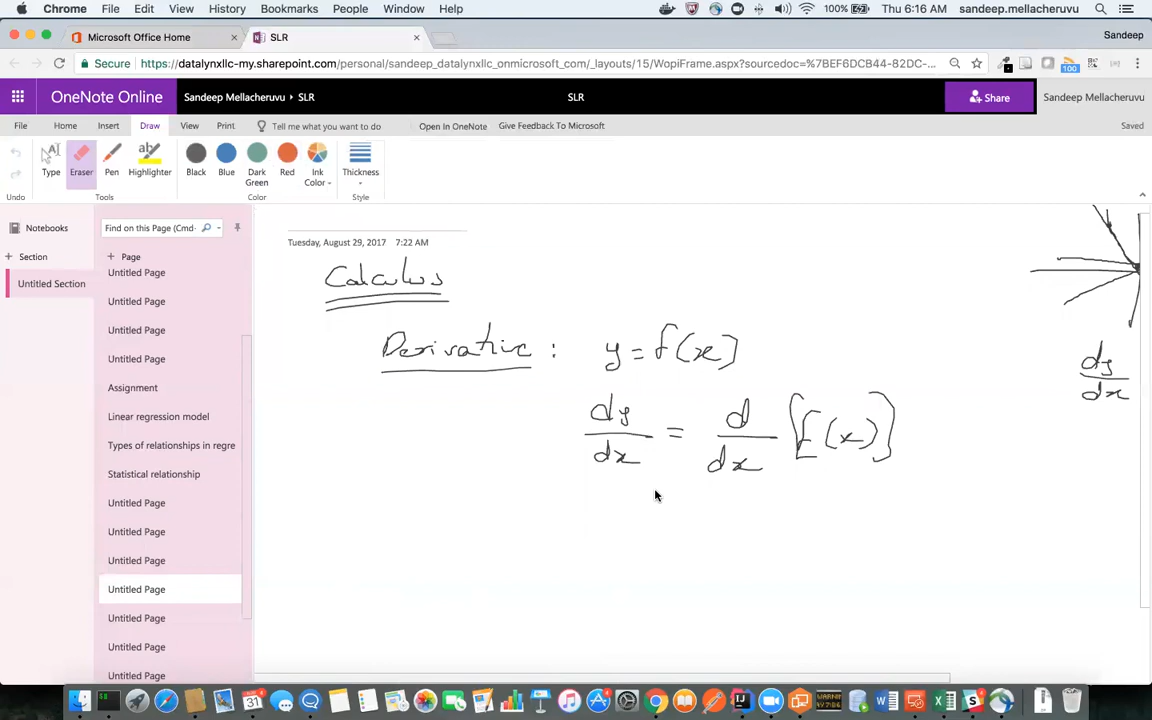 Chrome File Edit View History Bookmarks People Window Help 100% Thu 6:16 AM sandeep.mellacheruvu
Microsoft Office Home × SLR × Sandeep
Secure https://datalynxllc-my.sharepoint.com/personal/sandeep_datalynxllc_onmicrosoft_com/_layouts/15/WopiFrame.aspx?sourcedoc=%7BEF6DCB44-82DC-... 100
OneNote Online Sandeep Mellacheruvu ▸ SLR SLR Share Sandeep Mellacheruvu
File Home Insert Draw View Print Tell me what you want to do Open In OneNote Give Feedback To Microsoft Saved
Type Eraser Pen Highlighter Black Blue Dark Green Red Ink Color Thickness
Undo Tools Color Style
Notebooks Find on this Page (Cmd-
+ Section + Page
Untitled Section
Untitled Page
Untitled Page
Untitled Page
Untitled Page
Assignment
Linear regression model
Types of relationships in regre
Statistical relationship
Untitled Page
Untitled Page
Untitled Page
Untitled Page
Untitled Page
Untitled Page
Untitled Page
Tuesday, August 29, 2017 7:22 AM
Calculus
Derivative : y = f(x)
dy/dx = d/dx {f(x)}
dy/dx
31